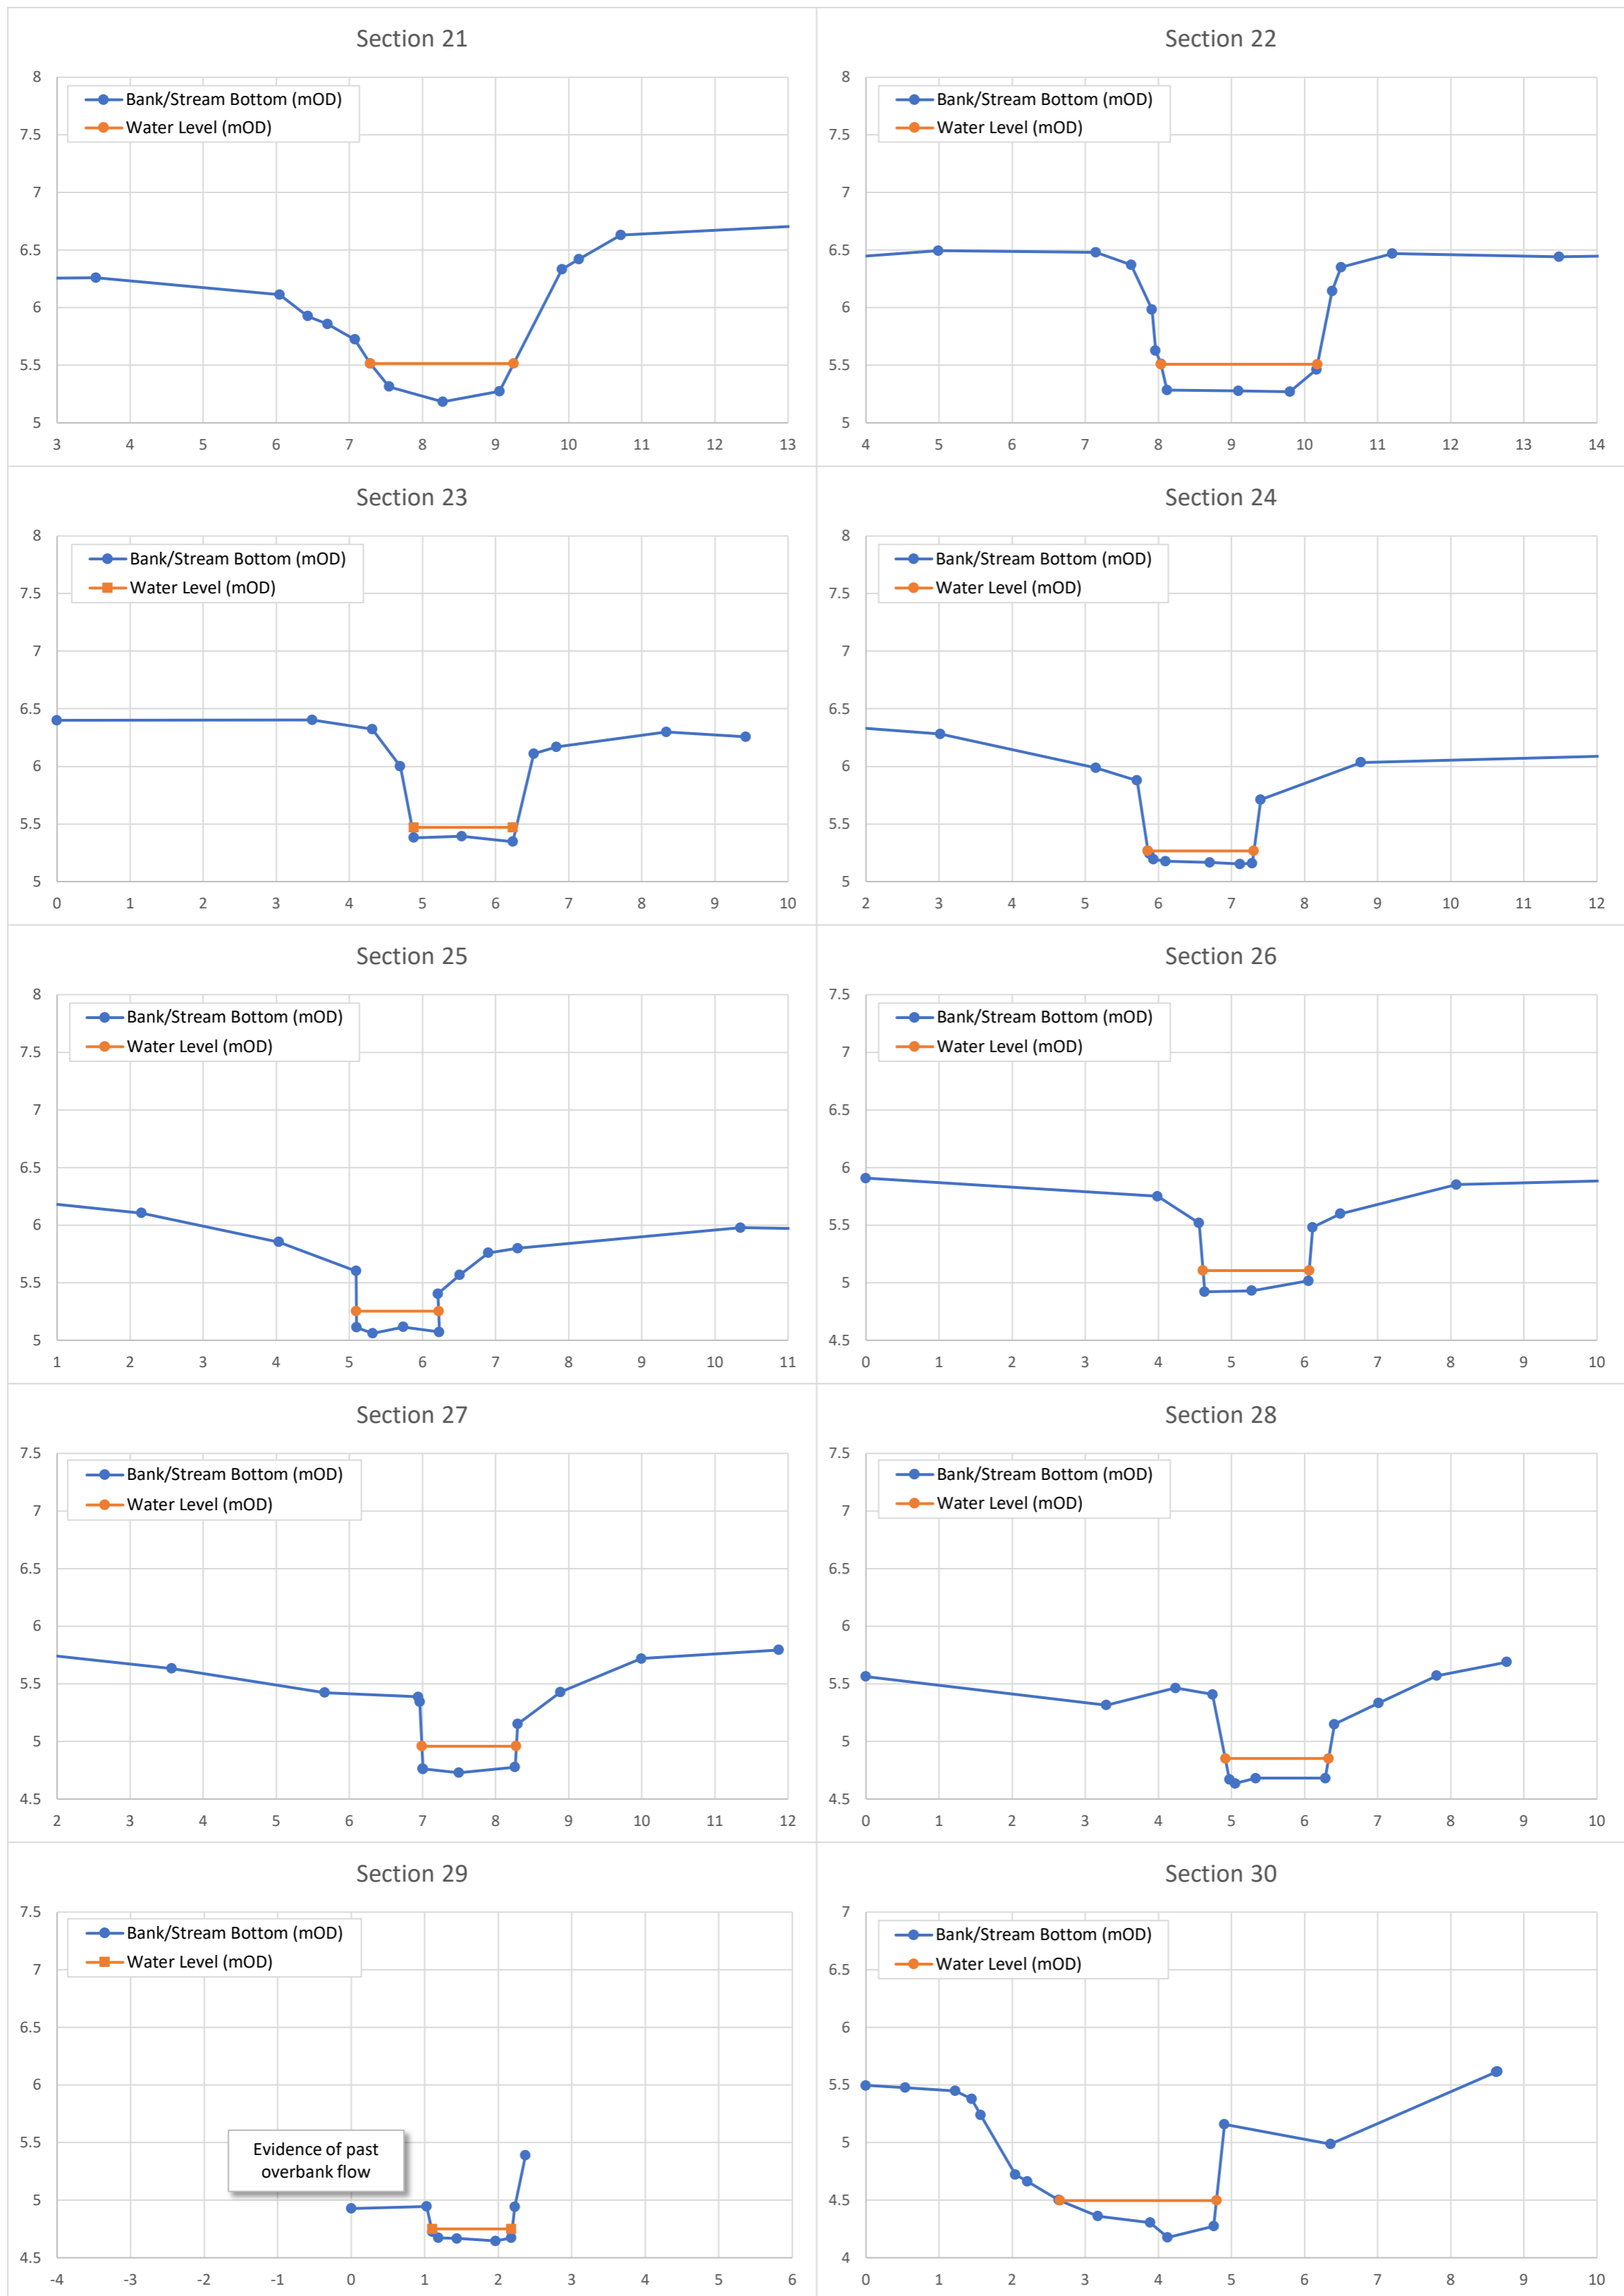 Section 21
8
7.5
7
6.5
6
5.5
5
3 4 5 6 7 8 9 10 11 12 13
Bank/Stream Bottom (mOD)
Water Level (mOD)
Section 22
8
7.5
7
6.5
6
5.5
5
4 5 6 7 8 9 10 11 12 13 14
Bank/Stream Bottom (mOD)
Water Level (mOD)
Section 23
8
7.5
7
6.5
6
5.5
5
0 1 2 3 4 5 6 7 8 9 10
Bank/Stream Bottom (mOD)
Water Level (mOD)
Section 24
8
7.5
7
6.5
6
5.5
5
2 3 4 5 6 7 8 9 10 11 12
Bank/Stream Bottom (mOD)
Water Level (mOD)
Section 25
8
7.5
7
6.5
6
5.5
5
1 2 3 4 5 6 7 8 9 10 11
Bank/Stream Bottom (mOD)
Water Level (mOD)
Section 26
7.5
7
6.5
6
5.5
5
4.5
0 1 2 3 4 5 6 7 8 9 10
Bank/Stream Bottom (mOD)
Water Level (mOD)
Section 27
7.5
7
6.5
6
5.5
5
4.5
2 3 4 5 6 7 8 9 10 11 12
Bank/Stream Bottom (mOD)
Water Level (mOD)
Section 28
7.5
7
6.5
6
5.5
5
4.5
0 1 2 3 4 5 6 7 8 9 10
Bank/Stream Bottom (mOD)
Water Level (mOD)
Section 29
7.5
7
6.5
6
5.5
5
4.5
-4 -3 -2 -1 0 1 2 3 4 5 6
Bank/Stream Bottom (mOD)
Water Level (mOD)
Evidence of past
overbank flow
Section 30
7
6.5
6
5.5
5
4.5
4
0 1 2 3 4 5 6 7 8 9 10
Bank/Stream Bottom (mOD)
Water Level (mOD)